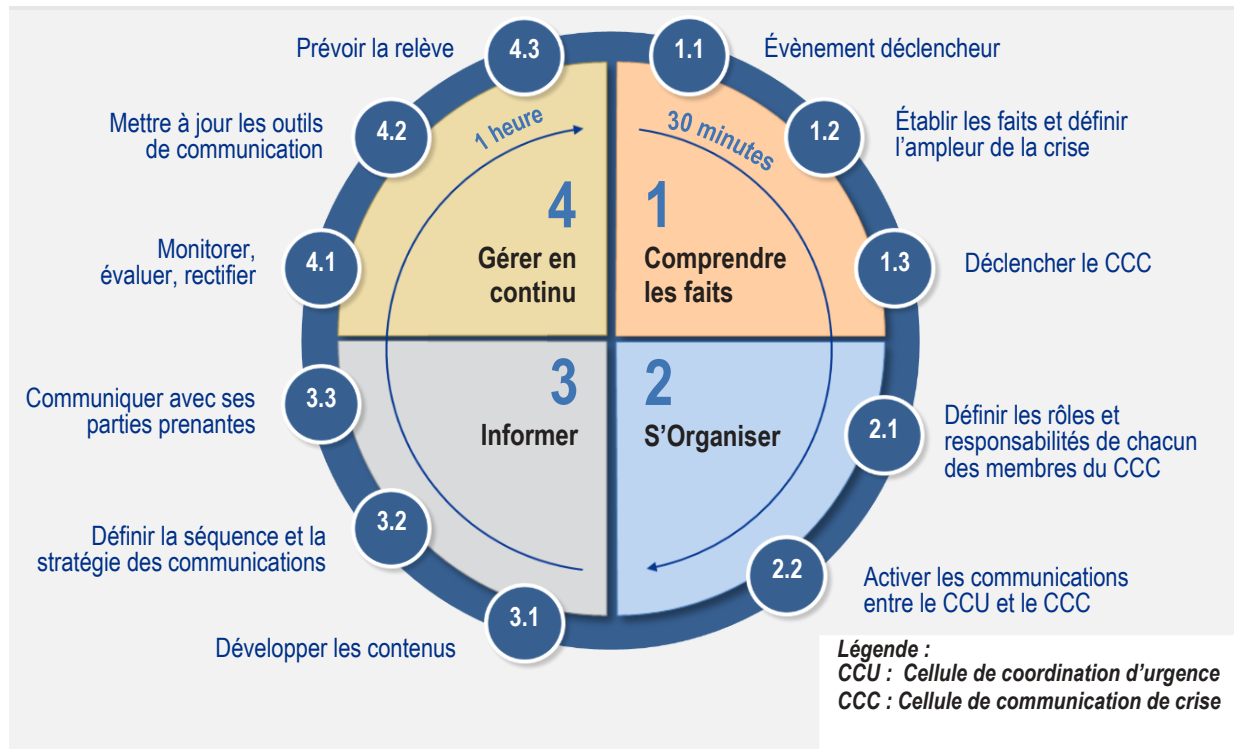 1.1
Évènement déclencheur
1.2
Établir les faits et définir
l’ampleur de la crise
1.3
Déclencher le CCC
30 minutes
1
Comprendre
les faits
2
S’Organiser
2.1
Définir les rôles et
responsabilités de chacun
des membres du CCC
2.2
Activer les communications
entre le CCU et le CCC
3
Informer
3.1
Développer les contenus
3.2
Définir la séquence et la
stratégie des communications
3.3
Communiquer avec ses
parties prenantes
4
Gérer en
continu
1 heure
4.1
Monitorer,
évaluer, rectifier
4.2
Mettre à jour les outils
de communication
4.3
Prévoir la relève
Légende :
CCU : Cellule de coordination d’urgence
CCC : Cellule de communication de crise